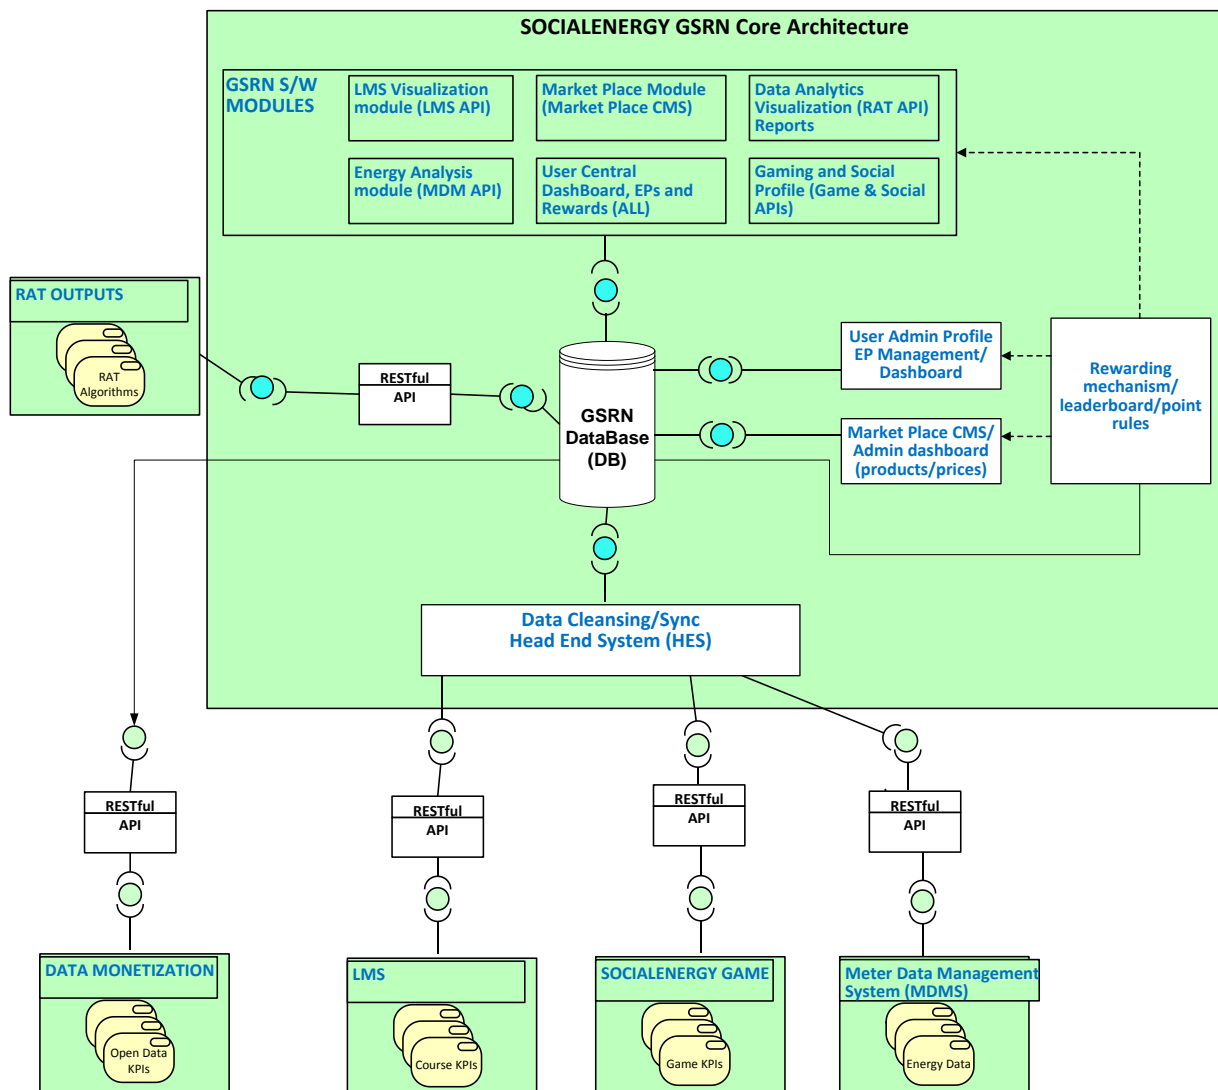 SOCIALENERGY GSRN Core Architecture
GSRN S/W
MODULES
LMS Visualization
module (LMS API)
Market Place Module
(Market Place CMS)
Data Analytics
Visualization (RAT API)
Reports
Energy Analysis
module (MDM API)
User Central
DashBoard, EPs and
Rewards (ALL)
Gaming and Social
Profile (Game & Social
APIs)
RAT OUTPUTS
RAT
Algorithms
RESTful
API
GSRN
DataBase
(DB)
User Admin Profile
EP Management/
Dashboard
Market Place CMS/
Admin dashboard
(products/prices)
Rewarding
mechanism/
leaderboard/point
rules
Data Cleansing/Sync
Head End System (HES)
RESTful
API
RESTful
API
RESTful
API
RESTful
API
DATA MONETIZATION
Open Data
KPIs
LMS
Course KPIs
SOCIALENERGY GAME
Game KPIs
Meter Data Management
System (MDMS)
Energy Data